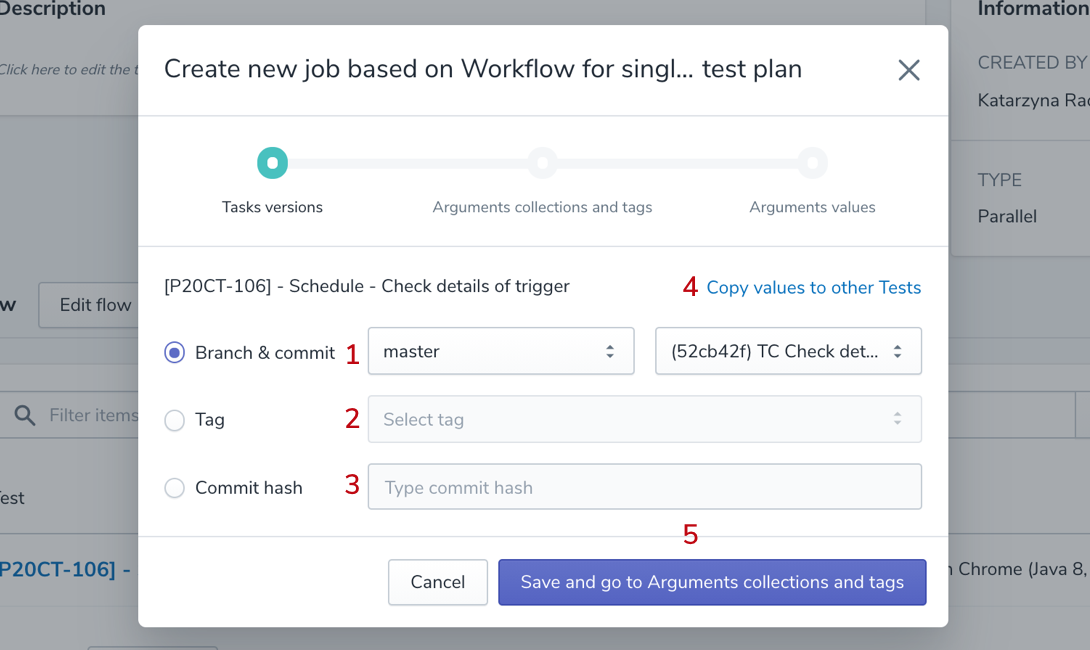 Description
Information
Click here to edit the t
CREATED BY
Katarzyna Rac
TYPE
Parallel
Create new job based on Workflow for singl... test plan
Tasks versions
Arguments collections and tags
Arguments values
[P20CT-106] - Schedule - Check details of trigger
4 Copy values to other Tests
Branch & commit 1 master (52cb42f) TC Check det...
Tag 2 Select tag
Commit hash 3 Type commit hash
5
Cancel Save and go to Arguments collections and tags
w Edit flow
Filter items
est
P20CT-106] -
n Chrome (Java 8,